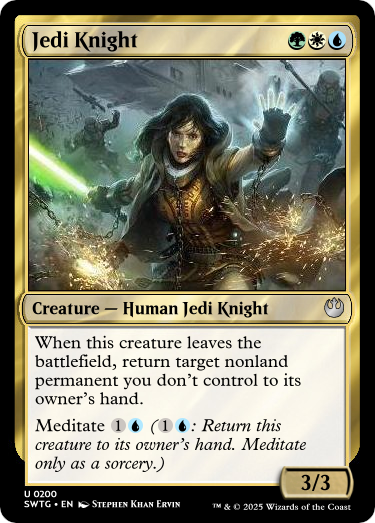 Jedi Knight
Creature — Human Jedi Knight
When this creature leaves the
battlefield, return target nonland
permanent you don't control to its
owner's hand.
Meditate 1 (1: Return this
creature to its owner's hand. Meditate
only as a sorcery.)
3/3
U 0200
SWTG • EN Stephen Khan Ervin
™ & © 2025 Wizards of the Coast